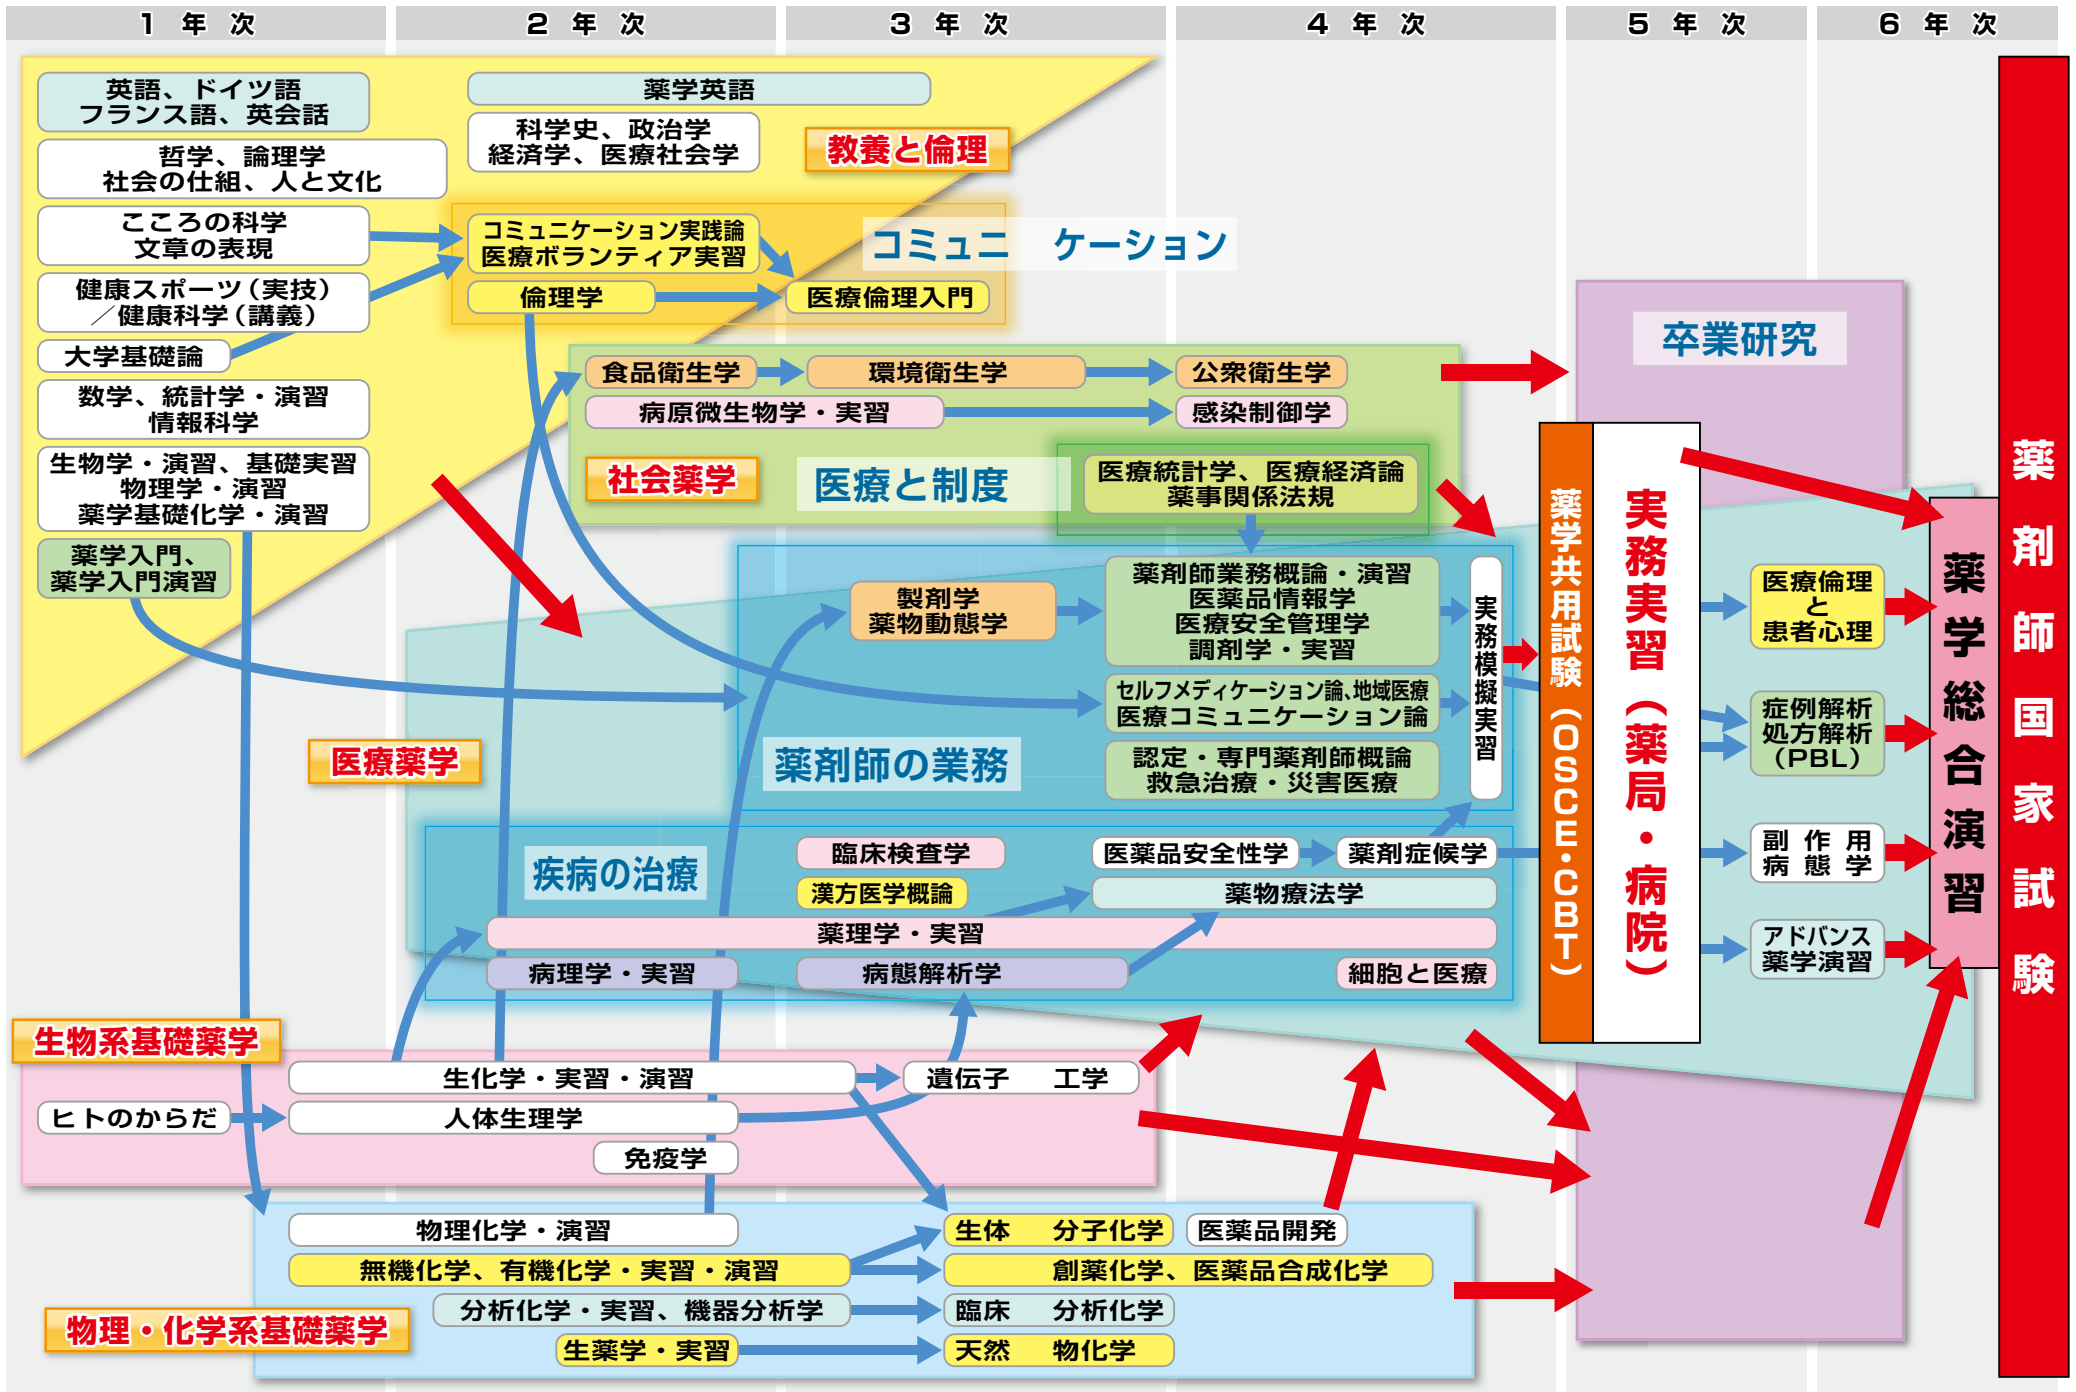 1 年 次
2 年 次
3 年 次
4 年 次
5 年 次
6 年 次
英語、ドイツ語
フランス語、英会話
哲学、論理学
社会の仕組、人と文化
こころの科学
文章の表現
健康スポーツ(実技)
／健康科学(講義)
大学基礎論
数学、統計学・演習
情報科学
生物学・演習、基礎実習
物理学・演習
薬学基礎化学・演習
薬学入門、
薬学入門演習
薬学英語
科学史、政治学
経済学、医療社会学
教養と倫理
コミュニケーション実践論
医療ボランティア実習
倫理学
医療倫理入門
コミュニ ケーション
食品衛生学
環境衛生学
公衆衛生学
病原微生物学・実習
感染制御学
社会薬学
医療と制度
医療統計学、医療経済論
薬事関係法規
製剤学
薬物動態学
薬剤師業務概論・演習
医薬品情報学
医療安全管理学
調剤学・実習
セルフメディケーション論、地域医療
医療コミュニケーション論
認定・専門薬剤師概論
救急治療・災害医療
薬剤師の業務
実務模擬実習
医療薬学
疾病の治療
臨床検査学
漢方医学概論
医薬品安全性学
薬剤症候学
薬物療法学
薬理学・実習
病理学・実習
病態解析学
細胞と医療
生物系基礎薬学
生化学・実習・演習
遺伝子 工学
ヒトのからだ
人体生理学
免疫学
物理・化学系基礎薬学
物理化学・演習
生体 分子化学
医薬品開発
無機化学、有機化学・実習・演習
創薬化学、医薬品合成化学
分析化学・実習、機器分析学
臨床 分析化学
生薬学・実習
天然 物化学
卒業研究
薬学共用試験(OSCE・CBT)
実務実習(薬局・病院)
医療倫理
と
患者心理
症例解析
処方解析
(PBL)
副 作 用
病 態 学
アドバンス
薬学演習
薬学総合演習
薬剤師国家試験